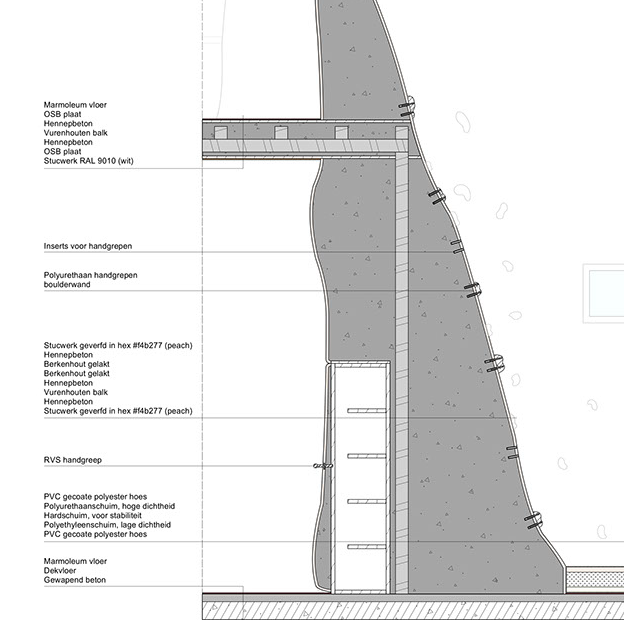 Marmoleum vloer
OSB plaat
Hennepbeton
Vurenhouten balk
Hennepbeton
OSB plaat
Stucwerk RAL 9010 (wit)
Inserts voor handgrepen
Polyurethaan handgrepen
boulderwand
Stucwerk geverfd in hex #f4b277 (peach)
Hennepbeton
Berkenhout gelakt
Berkenhout gelakt
Hennepbeton
Vurenhouten balk
Hennepbeton
Stucwerk geverfd in hex #f4b277 (peach)
RVS handgreep
PVC gecoate polyester hoes
Polyurethaanschuim, hoge dichtheid
Hardschuim, voor stabiliteit
Polyethyleenschuim, lage dichtheid
PVC gecoate polyester hoes
Marmoleum vloer
Dekvloer
Gewapend beton